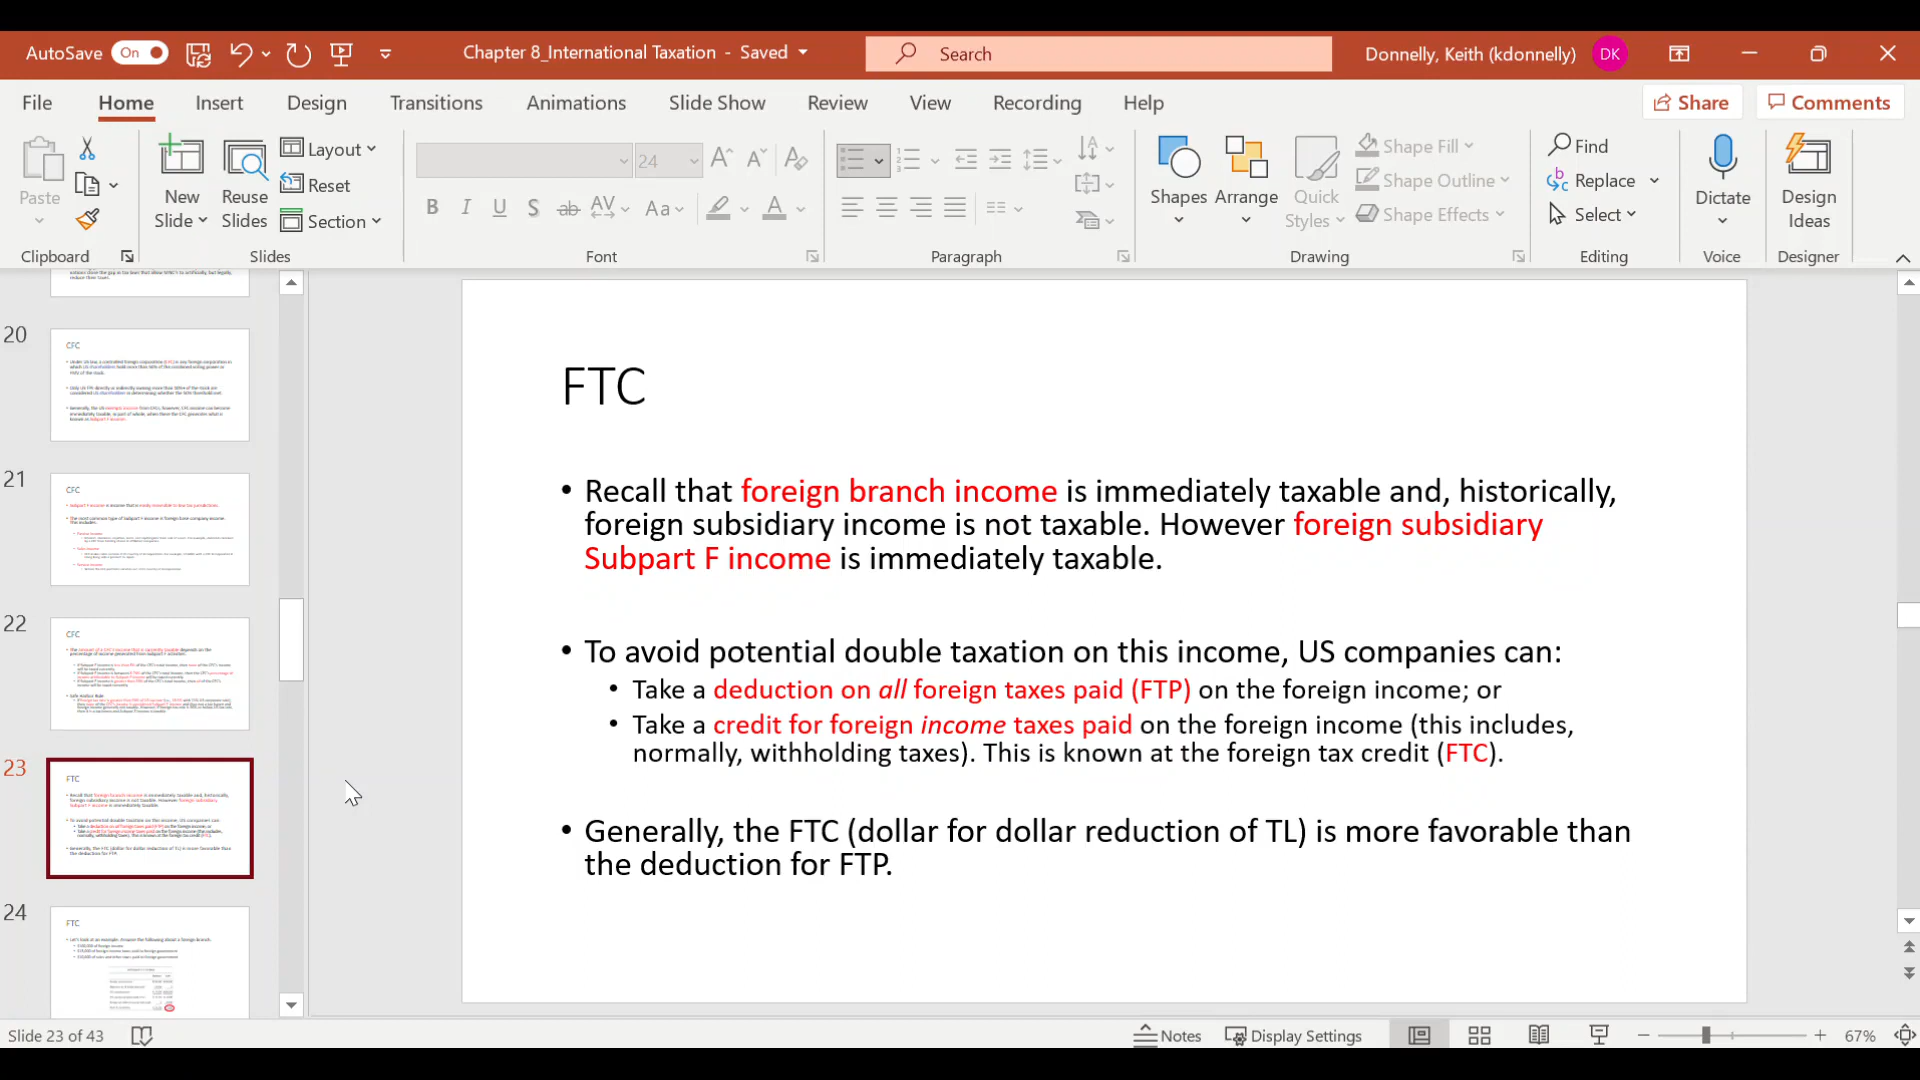 AutoSave On Chapter 8_International Taxation - Saved Search Donnelly, Keith (kdonnelly) DK
File Home Insert Design Transitions Animations Slide Show Review View Recording Help Share Comments
Paste
New Slide
Reuse Slides
Layout
Reset
Section
24
B I U S ab AV Aa A
Shapes
Arrange
Quick Styles
Shape Fill
Shape Outline
Shape Effects
Find
Replace
Select
Dictate
Design Ideas
Clipboard Slides Font Paragraph Drawing Editing Voice Designer
20
CFC
21
CFC
22
CFC
23
FTC
24
FTC
FTC
• Recall that foreign branch income is immediately taxable and, historically,
foreign subsidiary income is not taxable. However foreign subsidiary
Subpart F income is immediately taxable.
• To avoid potential double taxation on this income, US companies can:
• Take a deduction on all foreign taxes paid (FTP) on the foreign income; or
• Take a credit for foreign income taxes paid on the foreign income (this includes,
normally, withholding taxes). This is known at the foreign tax credit (FTC).
• Generally, the FTC (dollar for dollar reduction of TL) is more favorable than
the deduction for FTP.
Slide 23 of 43 Notes Display Settings 67%